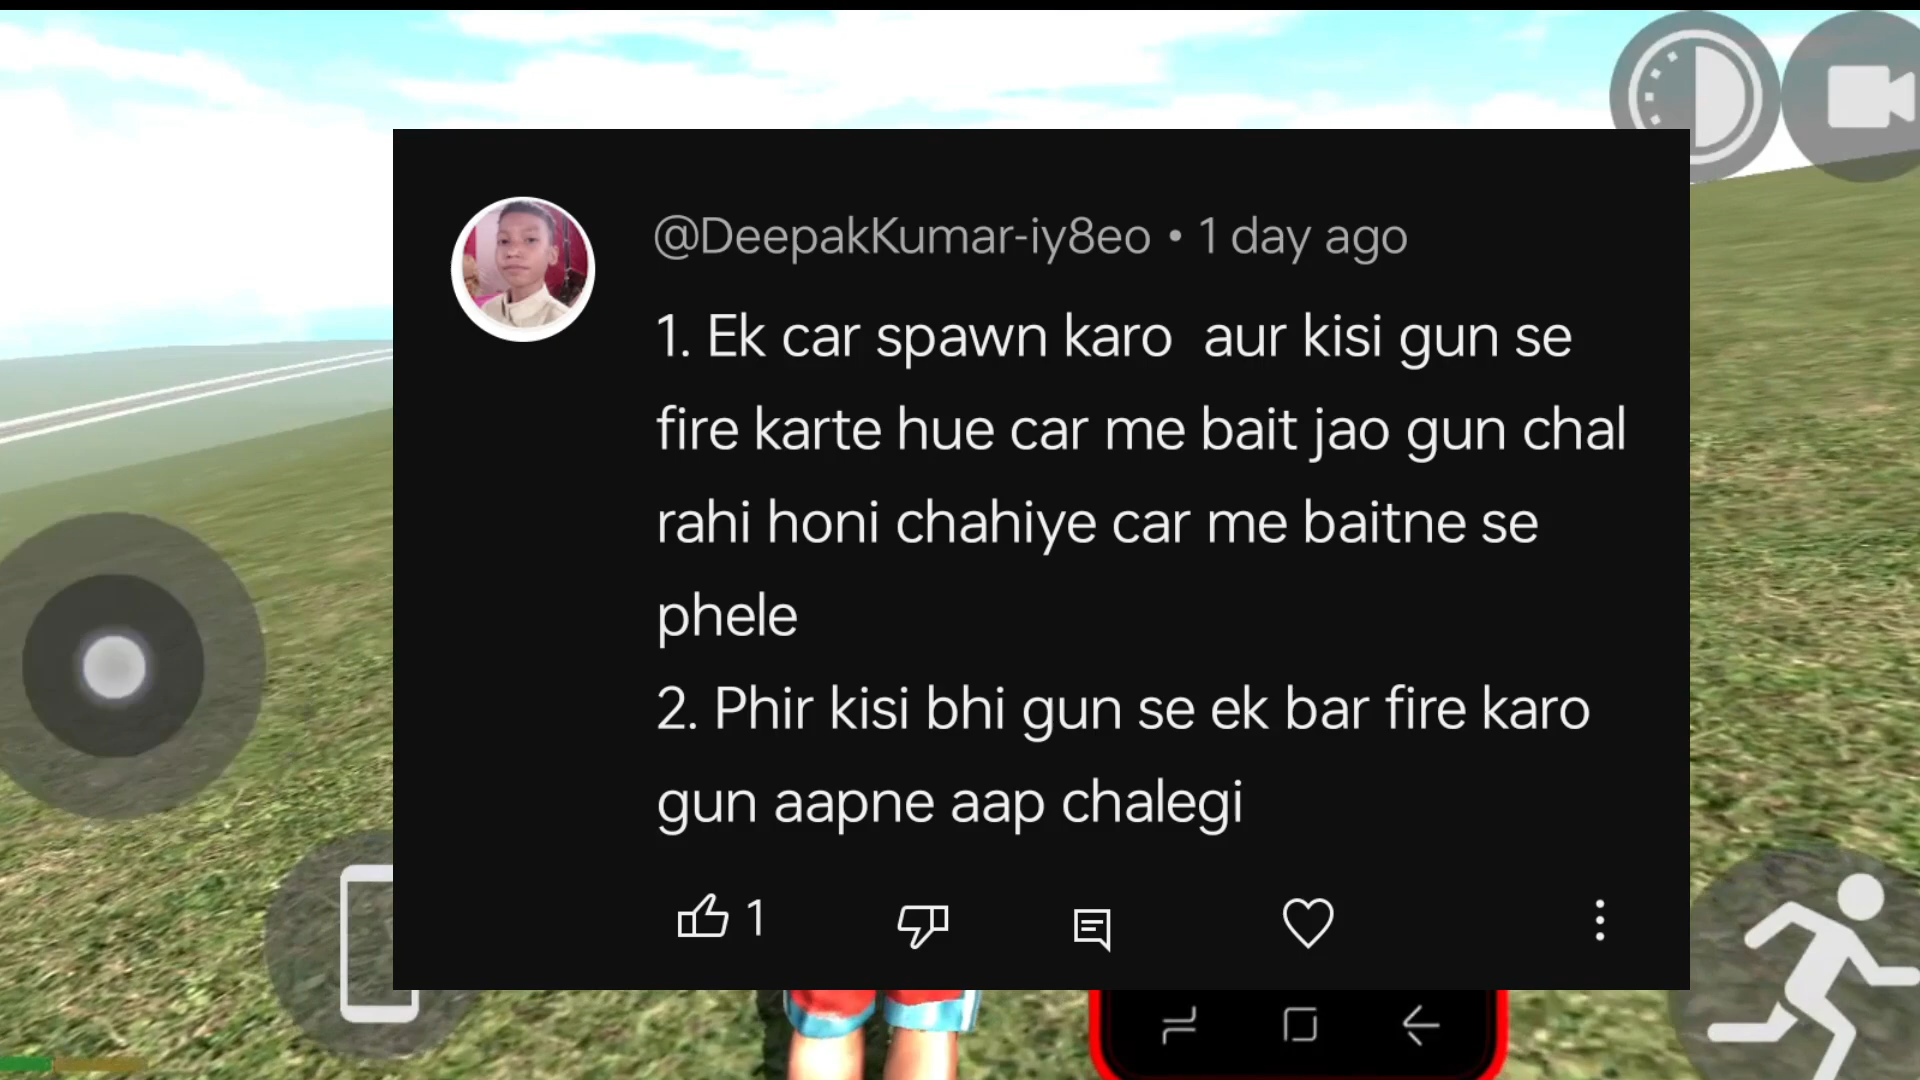 @DeepakKumar-iy8eo • 1 day ago
1. Ek car spawn karo  aur kisi gun se
fire karte hue car me bait jao gun chal
rahi honi chahiye car me baitne se
phele
2. Phir kisi bhi gun se ek bar fire karo
gun aapne aap chalegi
1